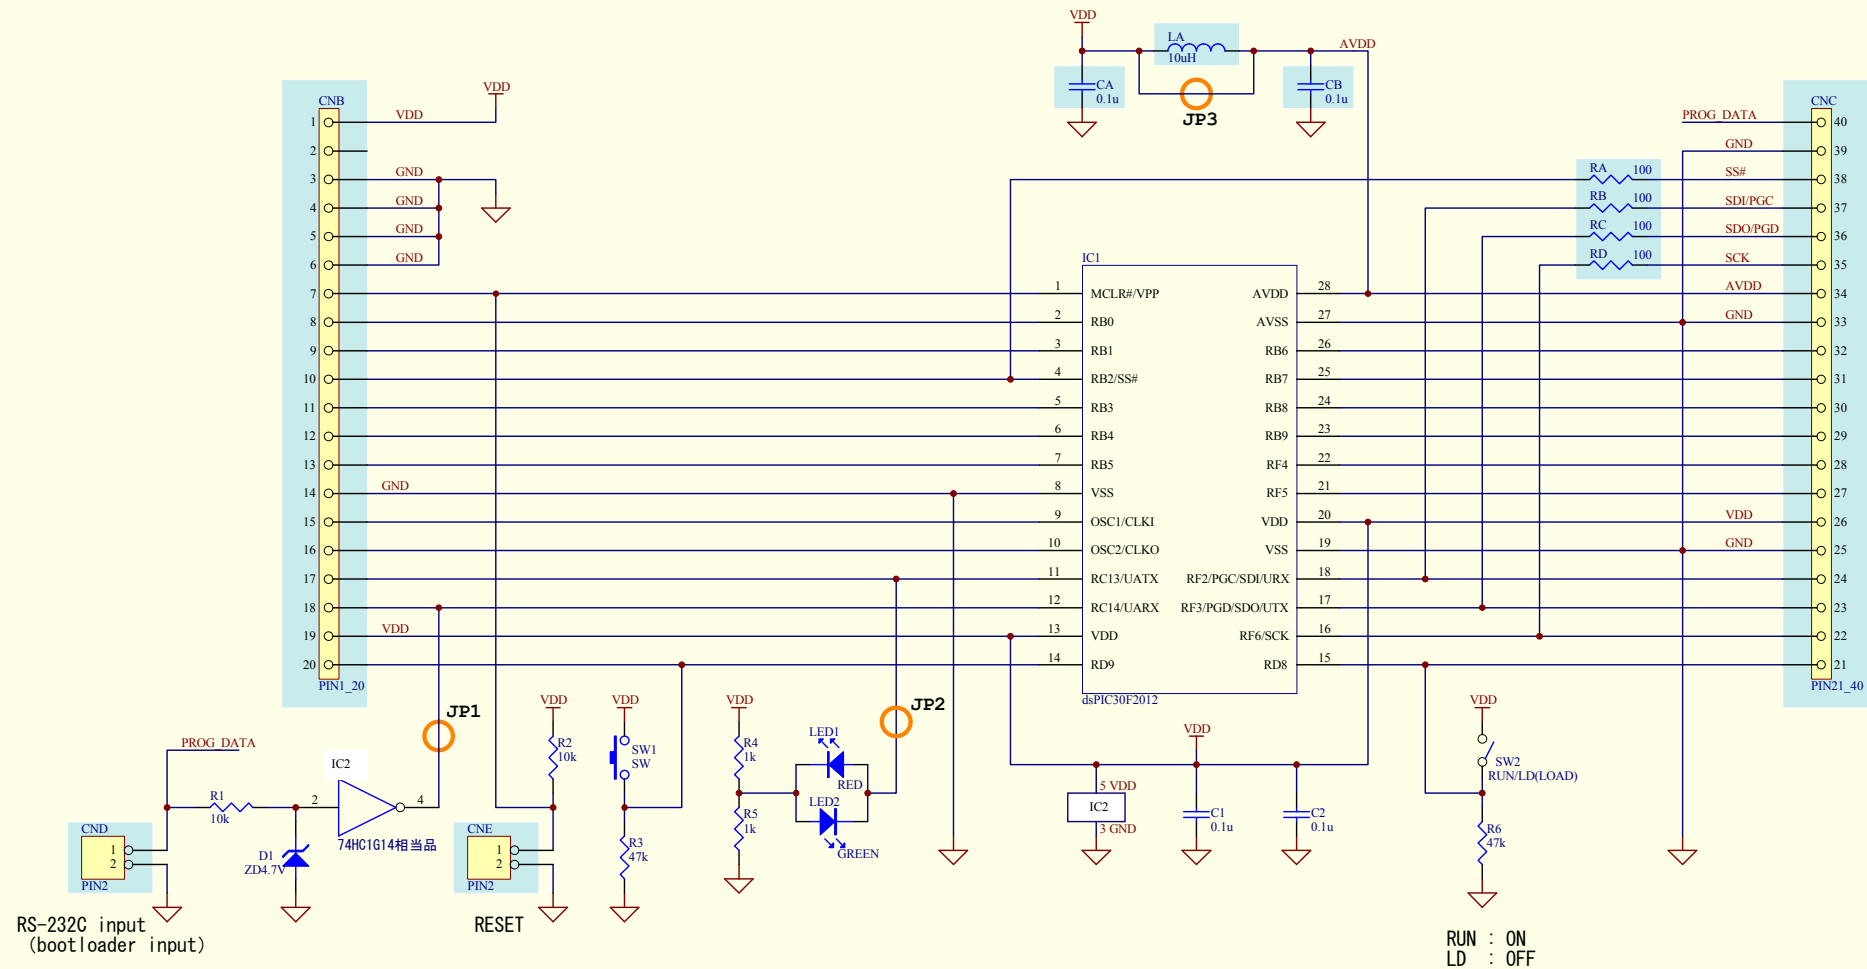 VDD
LA
10uH
AVDD
CA
0.1u
CB
0.1u
JP3
CNB
1
VDD
VDD
2
3
GND
4
GND
5
GND
6
GND
7
8
9
10
11
12
13
14
GND
15
16
17
18
19
VDD
20
PIN1_20
CNC
PROG_DATA
40
GND
39
RA
100
SS#
38
RB
100
SDI/PGC
37
RC
100
SDO/PGD
36
RD
100
SCK
35
AVDD
34
GND
33
32
31
30
29
28
27
VDD
26
GND
25
24
23
22
21
PIN21_40
IC1
1
MCLR#/VPP
AVDD
28
2
RB0
AVSS
27
3
RB1
RB6
26
4
RB2/SS#
RB7
25
5
RB3
RB8
24
6
RB4
RB9
23
7
RB5
RF4
22
8
VSS
RF5
21
9
OSC1/CLKI
VDD
20
10
OSC2/CLKO
VSS
19
11
RC13/UATX
RF2/PGC/SDI/URX
18
12
RC14/UARX
RF3/PGD/SDO/UTX
17
13
VDD
RF6/SCK
16
14
RD9
RD8
15
dsPIC30F2012
JP1
JP2
PROG_DATA
IC2
R1
10k
2
4
74HC1G14相当品
D1
ZD4.7V
CND
1
2
PIN2
RS-232C input
(bootloader input)
VDD
R2
10k
CNE
1
2
PIN2
RESET
VDD
SW1
SW
R3
47k
VDD
R4
1k
R5
1k
LED1
RED
LED2
GREEN
VDD
5 VDD
IC2
3 GND
C1
0.1u
C2
0.1u
VDD
SW2
RUN/LD(LOAD)
R6
47k
RUN : ON
LD : OFF